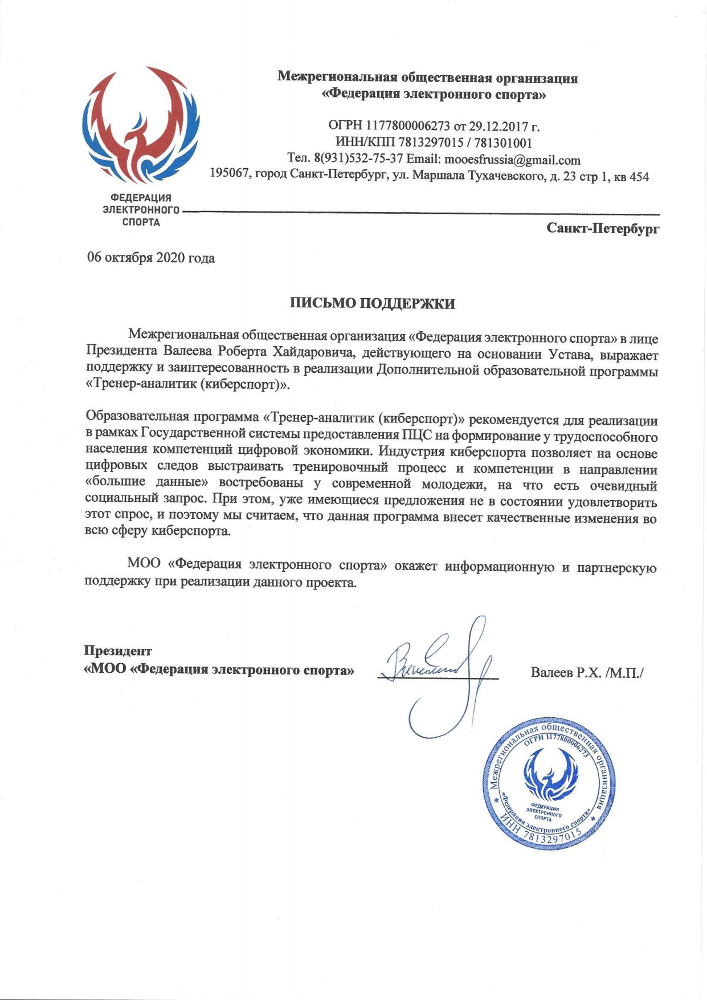 Межрегиональная общественная организация
«Федерация электронного спорта»
ОГРН 1177800006273 от 29.12.2017 г.
ИНН/КПП 7813297015 / 781301001
Тел. 8(931)532-75-37 Email: mooesfrussia@gmail.com
195067, город Санкт-Петербург, ул. Маршала Тухачевского, д. 23 стр 1, кв 454
ФЕДЕРАЦИЯ
ЭЛЕКТРОННОГО
СПОРТА
Санкт-Петербург
06 октября 2020 года
ПИСЬМО ПОДДЕРЖКИ
Межрегиональная общественная организация «Федерация электронного спорта» в лице
Президента Валеева Роберта Хайдаровича, действующего на основании Устава, выражает
поддержку и заинтересованность в реализации Дополнительной образовательной программы
«Тренер-аналитик (киберспорт)».
Образовательная программа «Тренер-аналитик (киберспорт)» рекомендуется для реализации
в рамках Государственной системы предоставления ПЦС на формирование у трудоспособного
населения компетенций цифровой экономики. Индустрия киберспорта позволяет на основе
цифровых следов выстраивать тренировочный процесс и компетенции в направлении
«большие данные» востребованы у современной молодежи, на что есть очевидный
социальный запрос. При этом, уже имеющиеся предложения не в состоянии удовлетворить
этот спрос, и поэтому мы считаем, что данная программа внесет качественные изменения во
всю сферу киберспорта.
МОО «Федерация электронного спорта» окажет информационную и партнерскую
поддержку при реализации данного проекта.
Президент
«МОО «Федерация электронного спорта»
Валеев Р.Х. /М.П./
Межрегиональная общественная организация
ОГРН 1177800006273
ФЕДЕРАЦИЯ
ЭЛЕКТРОННОГО
СПОРТА
«Федерация электронного спорта»
* ИНН 7813297015 *